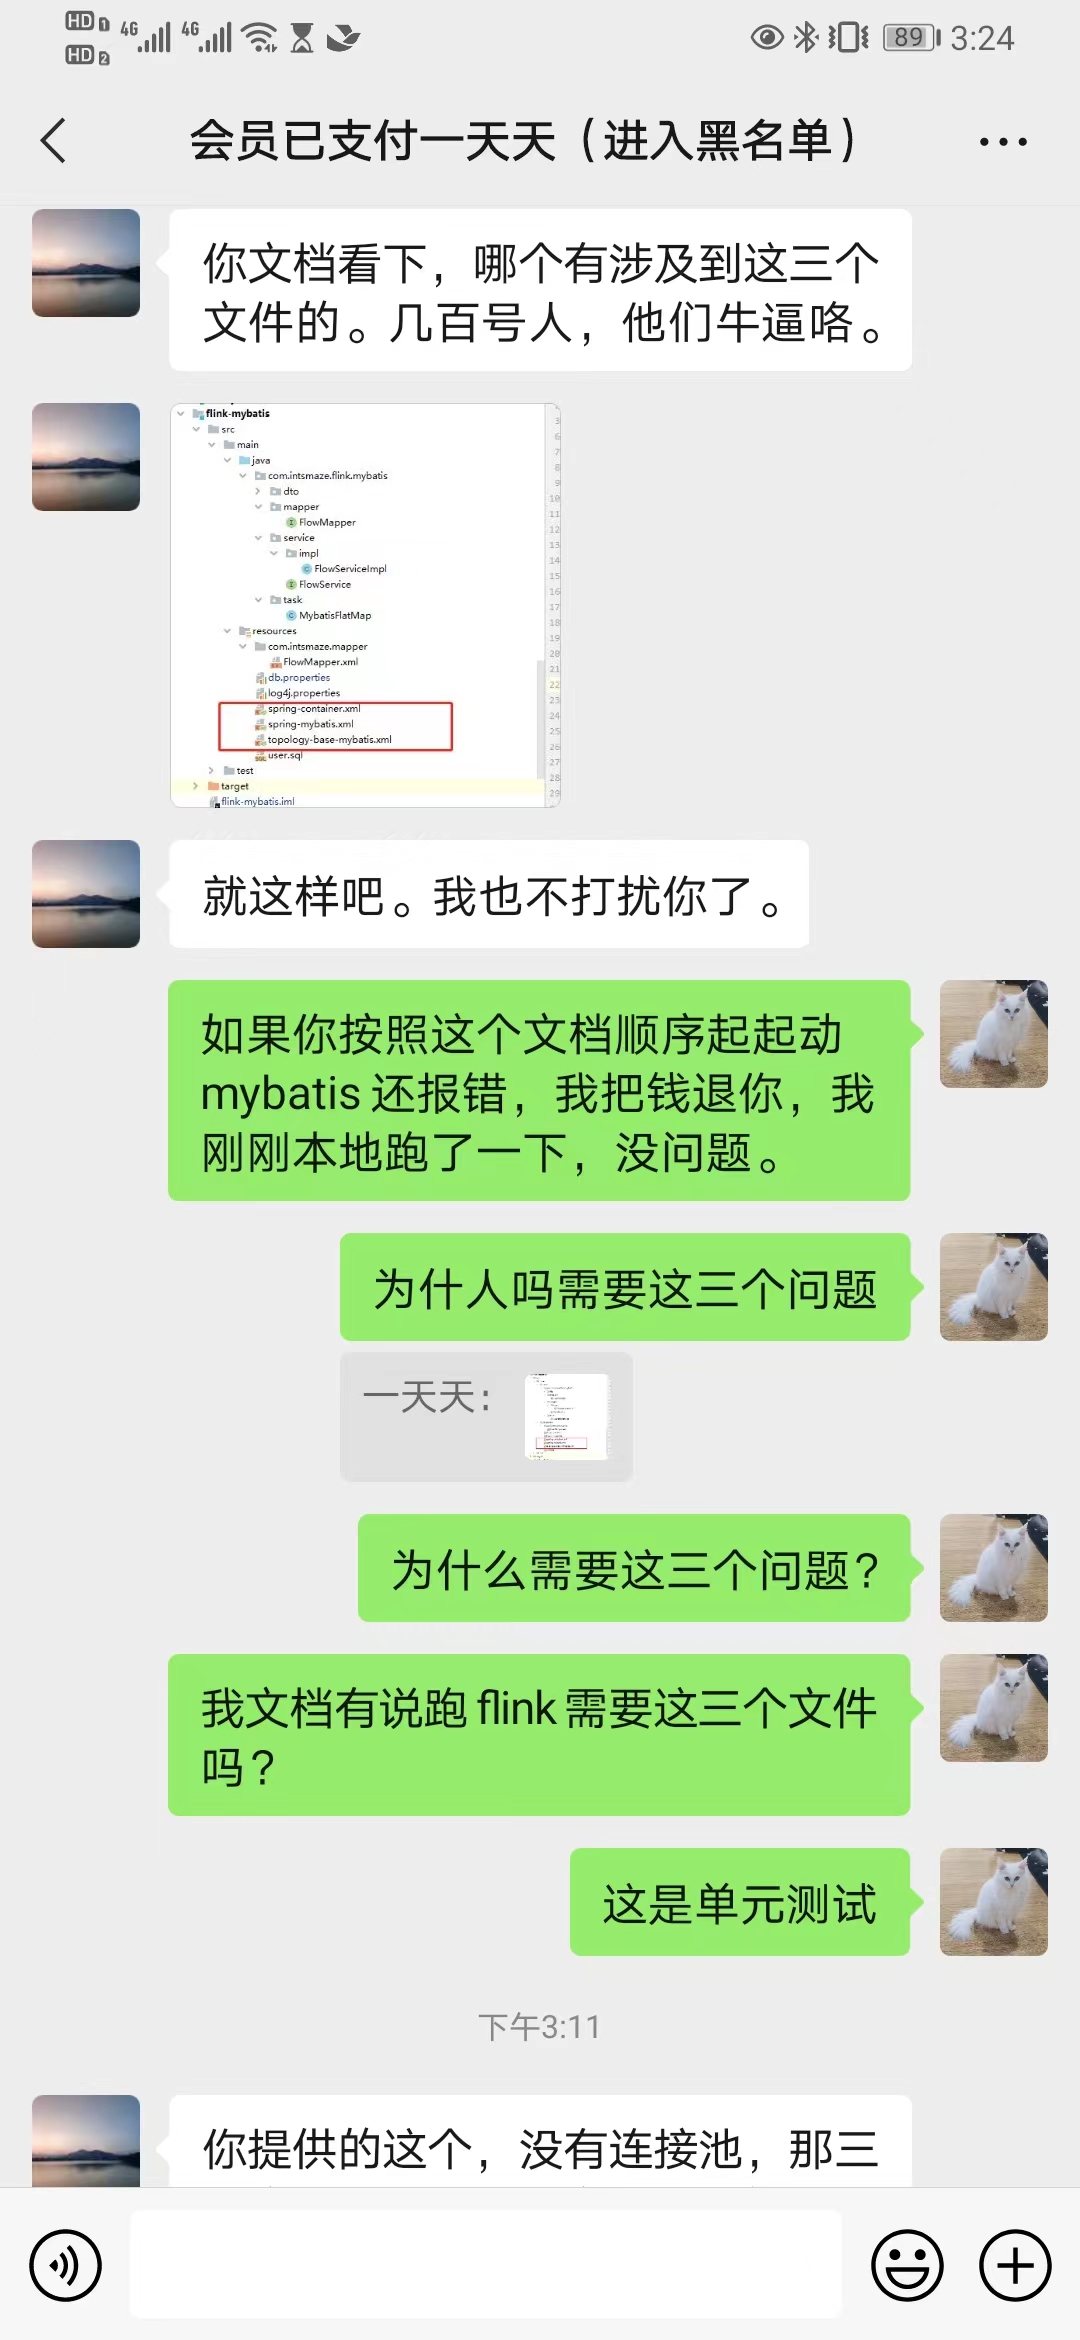 HD 1 4G 4G 89 3:24
HD 2
会员已支付一天天（进入黑名单）
你文档看下，哪个有涉及到这三个
文件的。几百号人，他们牛逼咯。
flink-mybatis
src
main
java
com.intsmaze.flink.mybatis
dto
mapper
FlowMapper
service
impl
FlowServiceImpl
FlowService
task
MybatisFlatMap
resources
com.intsmaze.mapper
FlowMapper.xml
db.properties
log4j.properties
spring-container.xml
spring-mybatis.xml
topology-base-mybatis.xml
user.sql
test
target
flink-mybatis.iml
就这样吧。我也不打扰你了。
如果你按照这个文档顺序起起动
mybatis 还报错，我把钱退你，我
刚刚本地跑了一下，没问题。
为什人吗需要这三个问题
一天天：
为什么需要这三个问题？
我文档有说跑 flink 需要这三个文件
吗？
这是单元测试
下午3:11
你提供的这个，没有连接池，那三